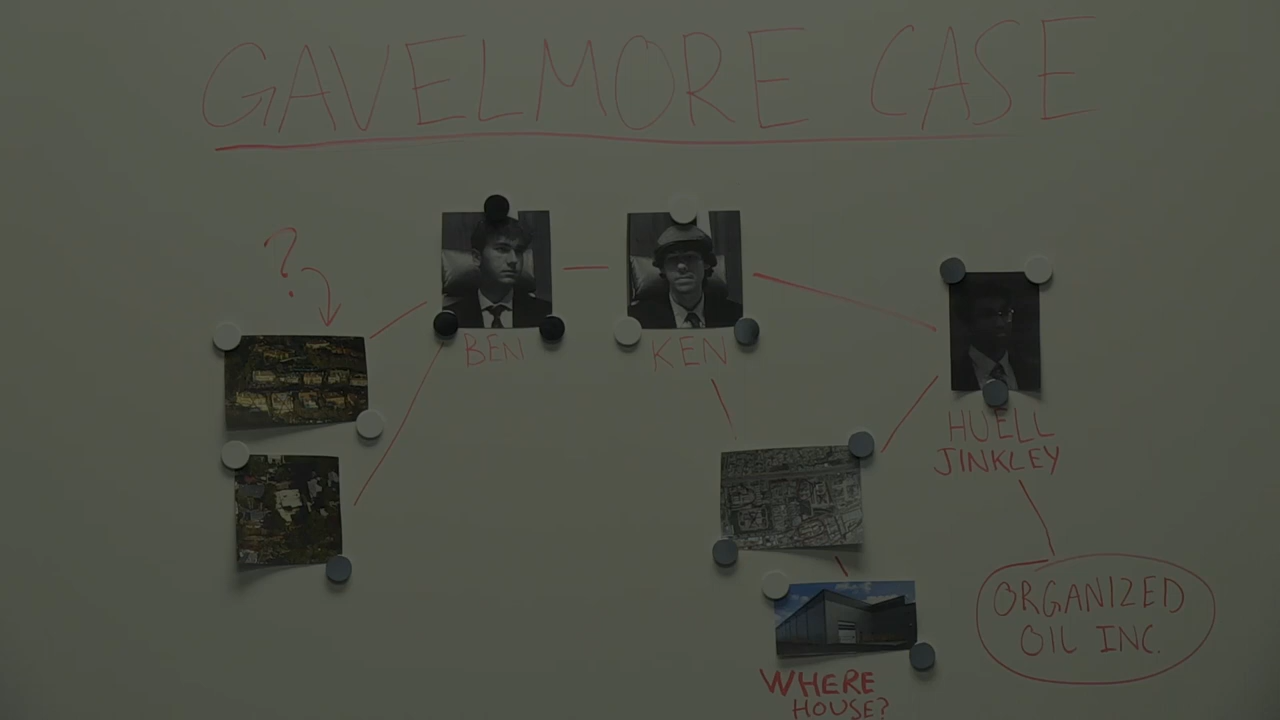 GAVELMORE CASE
?
BEN
KEN
HUELL
JINKLEY
ORGANIZED
OIL INC.
WHERE
HOUSE?